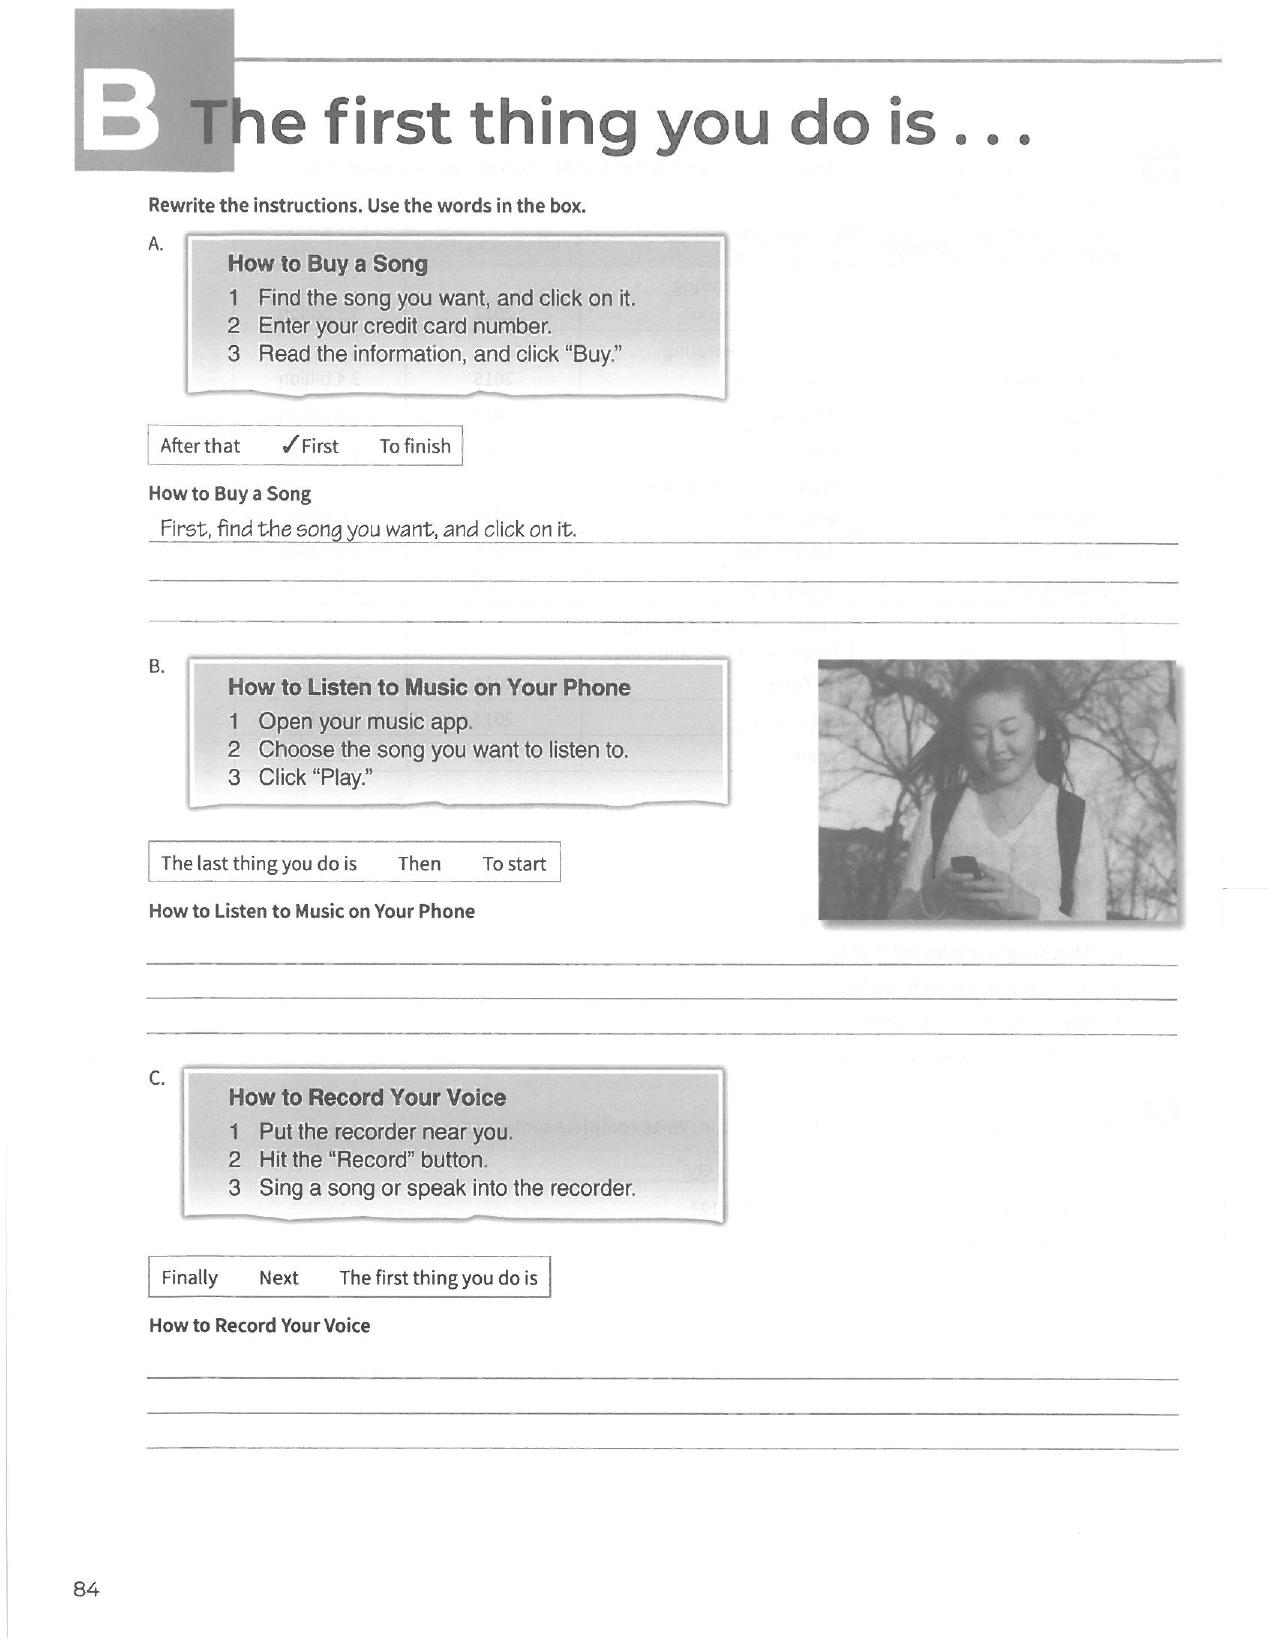 B The first thing you do is . . .
Rewrite the instructions. Use the words in the box.
A.
How to Buy a Song
1 Find the song you want, and click on it.
2 Enter your credit card number.
3 Read the information, and click “Buy.”
After that ✓First To finish
How to Buy a Song
First, find the song you want, and click on it.
B.
How to Listen to Music on Your Phone
1 Open your music app.
2 Choose the song you want to listen to.
3 Click “Play.”
The last thing you do is Then To start
How to Listen to Music on Your Phone
C.
How to Record Your Voice
1 Put the recorder near you.
2 Hit the “Record” button.
3 Sing a song or speak into the recorder.
Finally Next The first thing you do is
How to Record Your Voice
84